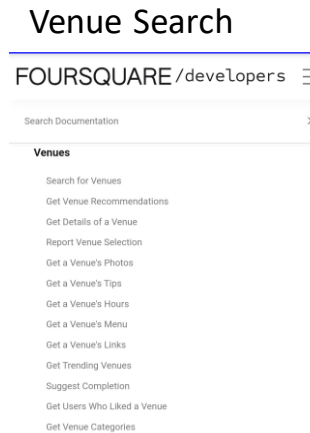 Venue Search
FOURSQUARE/developers
Search Documentation
Venues
Search for Venues
Get Venue Recommendations
Get Details of a Venue
Report Venue Selection
Get a Venue's Photos
Get a Venue's Tips
Get a Venue's Hours
Get a Venue's Menu
Get a Venue's Links
Get Trending Venues
Suggest Completion
Get Users Who Liked a Venue
Get Venue Categories